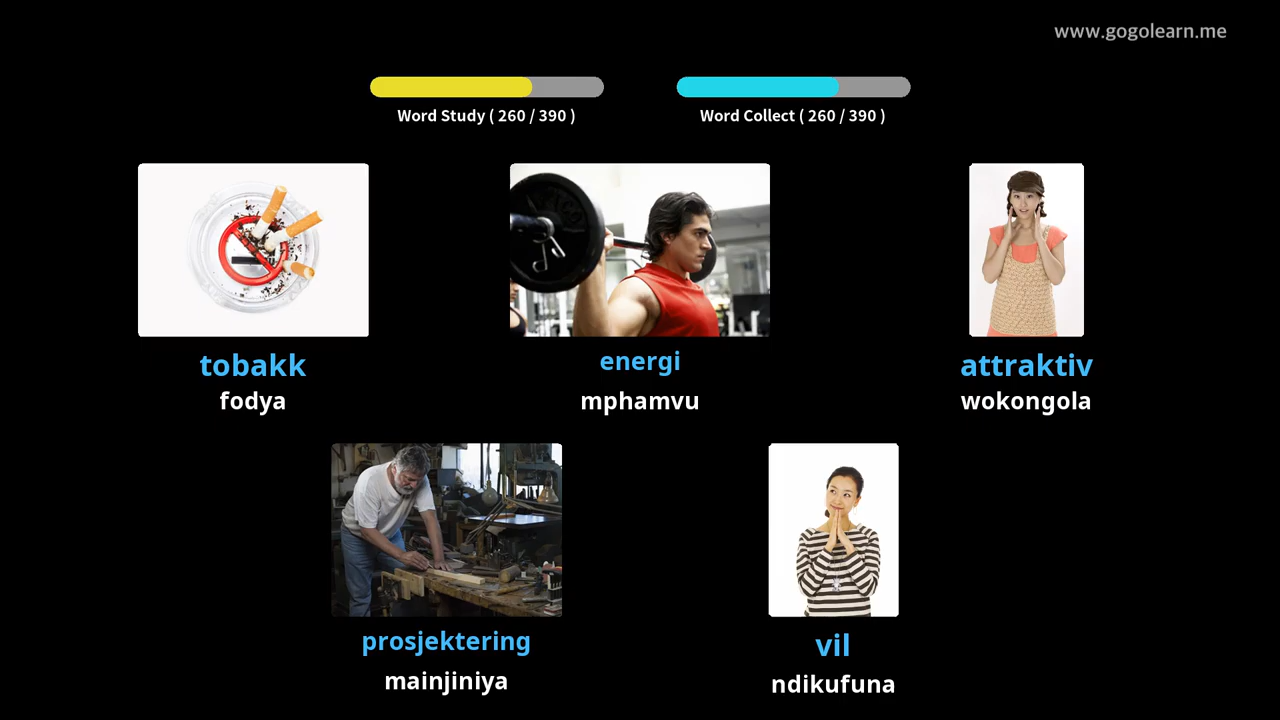 www.gogolearn.me
Word Study ( 260 / 390 )
Word Collect ( 260 / 390 )
tobakk
fodya
energi
mphamvu
attraktiv
wokongola
prosjektering
mainjiniya
vil
ndikufuna